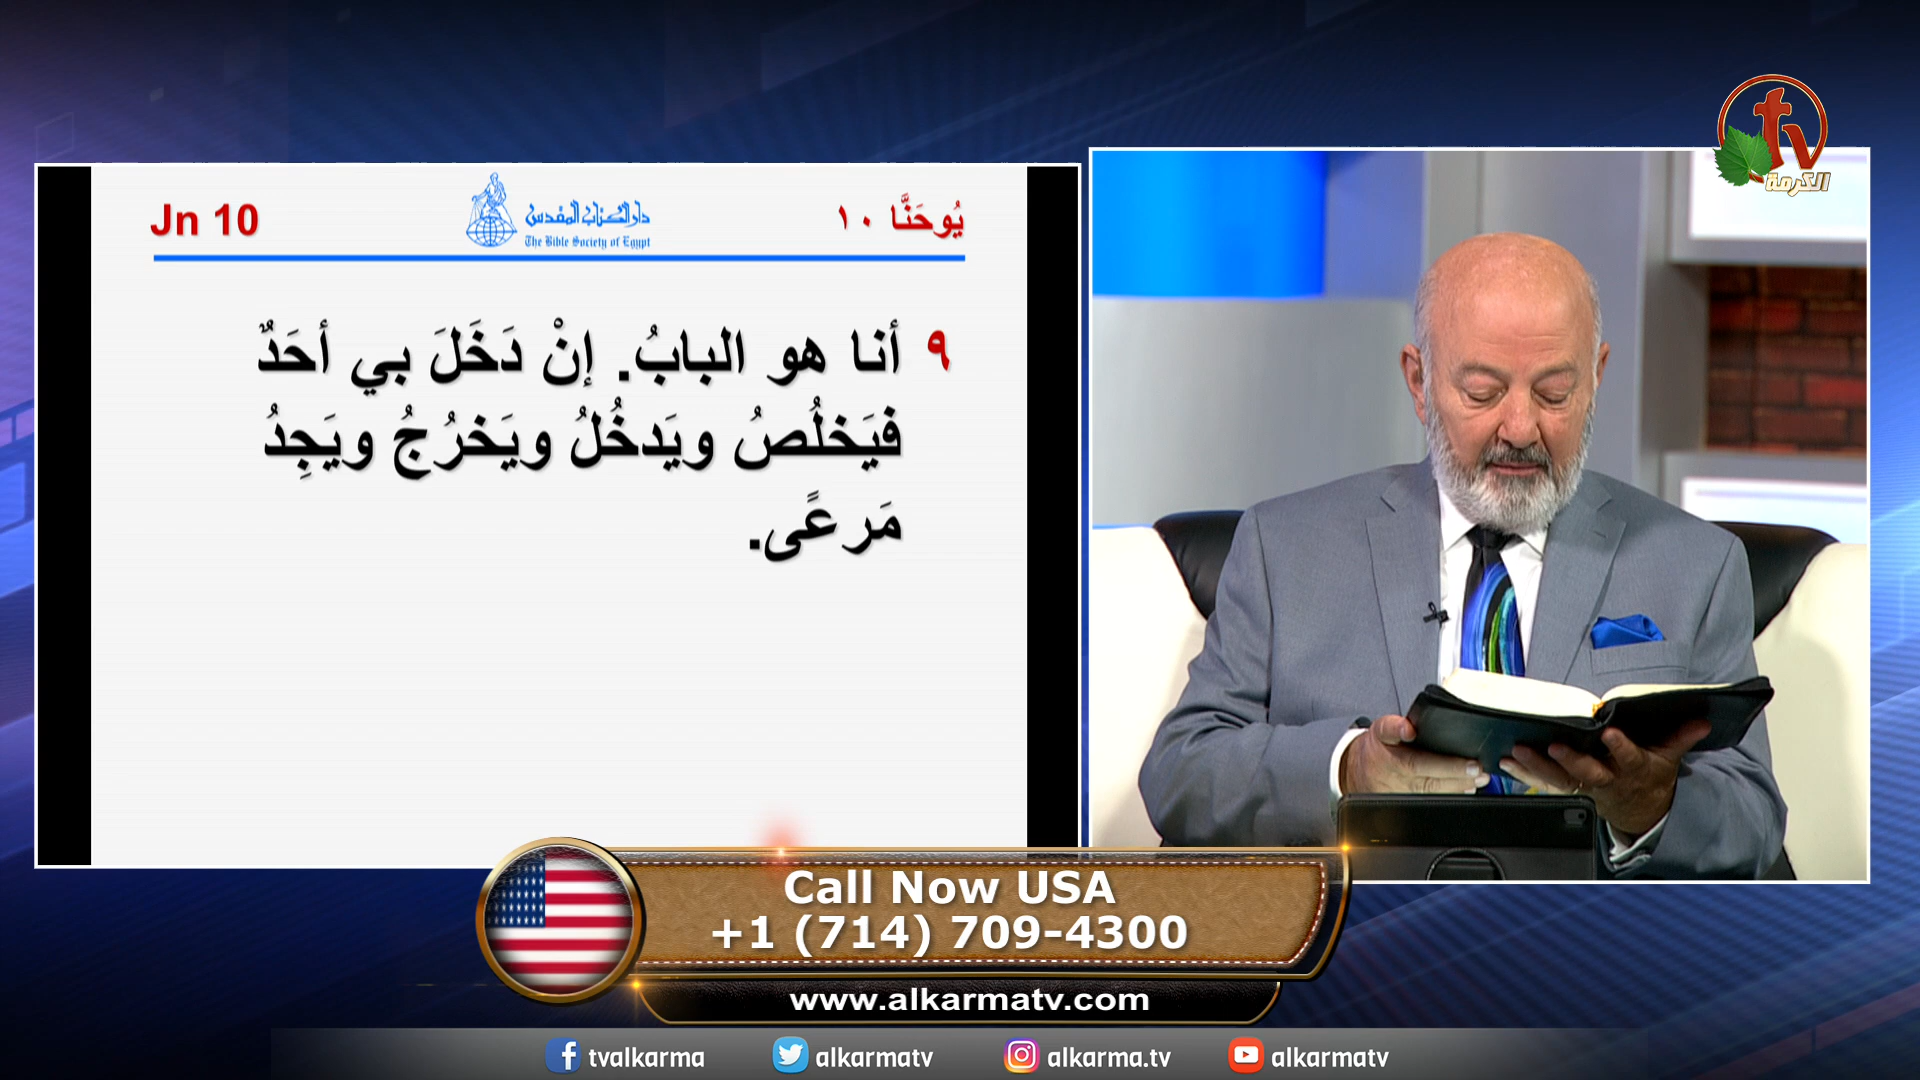 tv
الكرمة
Jn 10
دار الكتاب المقدس
The Bible Society of Egypt
يُوحَنَّا ١٠
٩ أنا هو البابُ. إنْ دَخَلَ بي أحَدٌ
فيَخلُصُ ويَدخُلُ ويَخرُجُ ويَجِدُ
مَرعًى.
Call Now USA
+1 (714) 709-4300
www.alkarmatv.com
tvalkarma
alkarmatv
alkarma.tv
alkarmatv